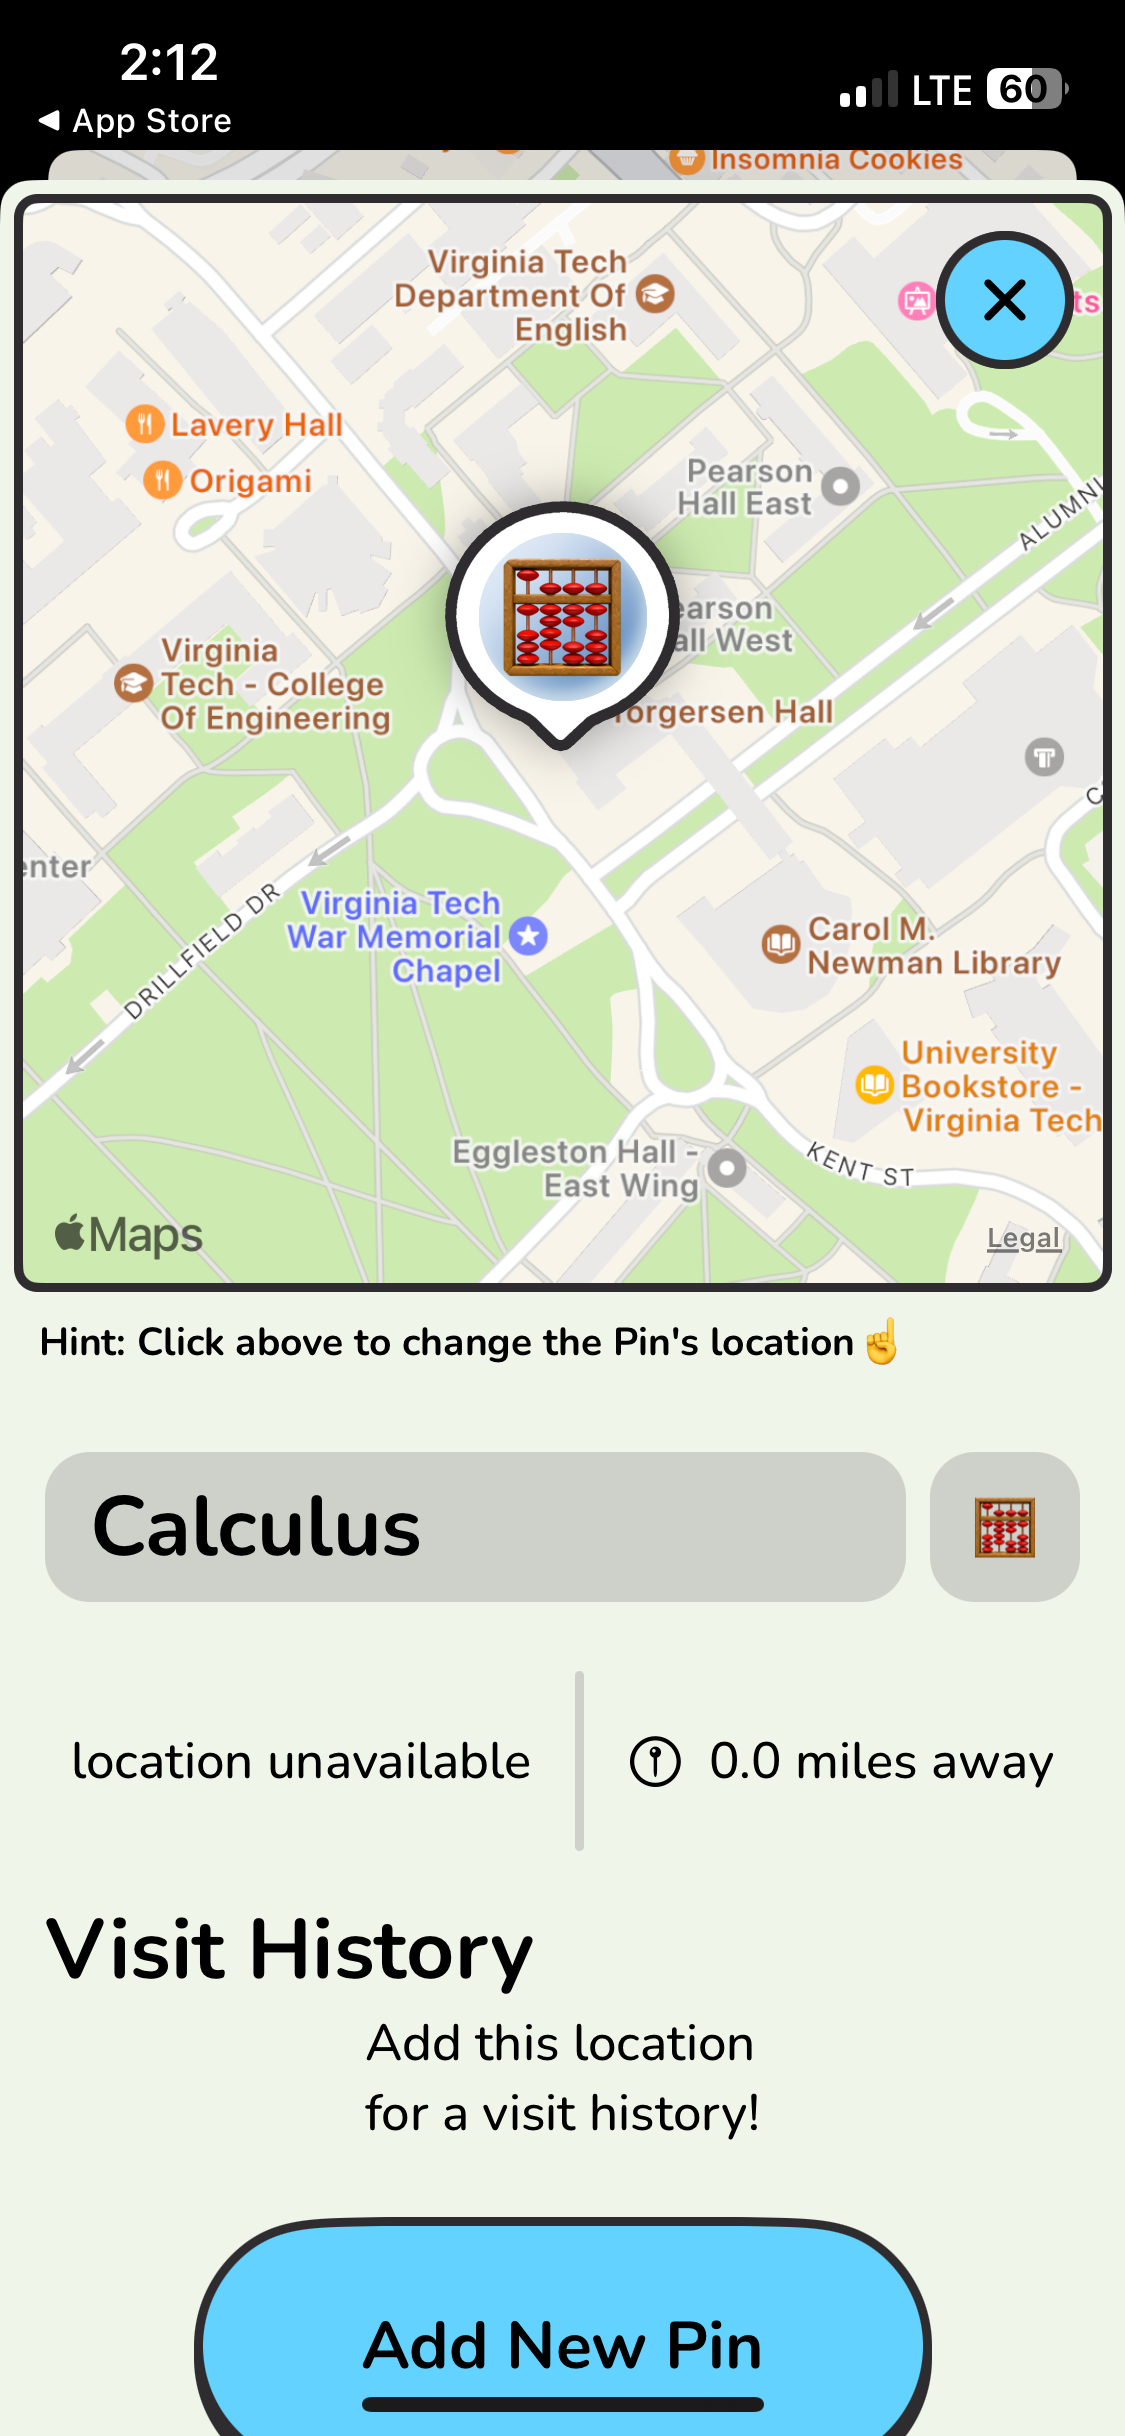 2:12
LTE 60
App Store
Insomnia Cookies
Virginia Tech
Department Of
English
Lavery Hall
Origami
Pearson
Hall East
ALUMNI
earson
all West
Virginia
Tech - College
Of Engineering
Torgersen Hall
enter
DRILLFIELD DR
Virginia Tech
War Memorial
Chapel
Carol M.
Newman Library
University
Bookstore -
Virginia Tech
Eggleston Hall -
East Wing
KENT ST
Maps
Legal
Hint: Click above to change the Pin's location
Calculus
location unavailable
0.0 miles away
Visit History
Add this location
for a visit history!
Add New Pin